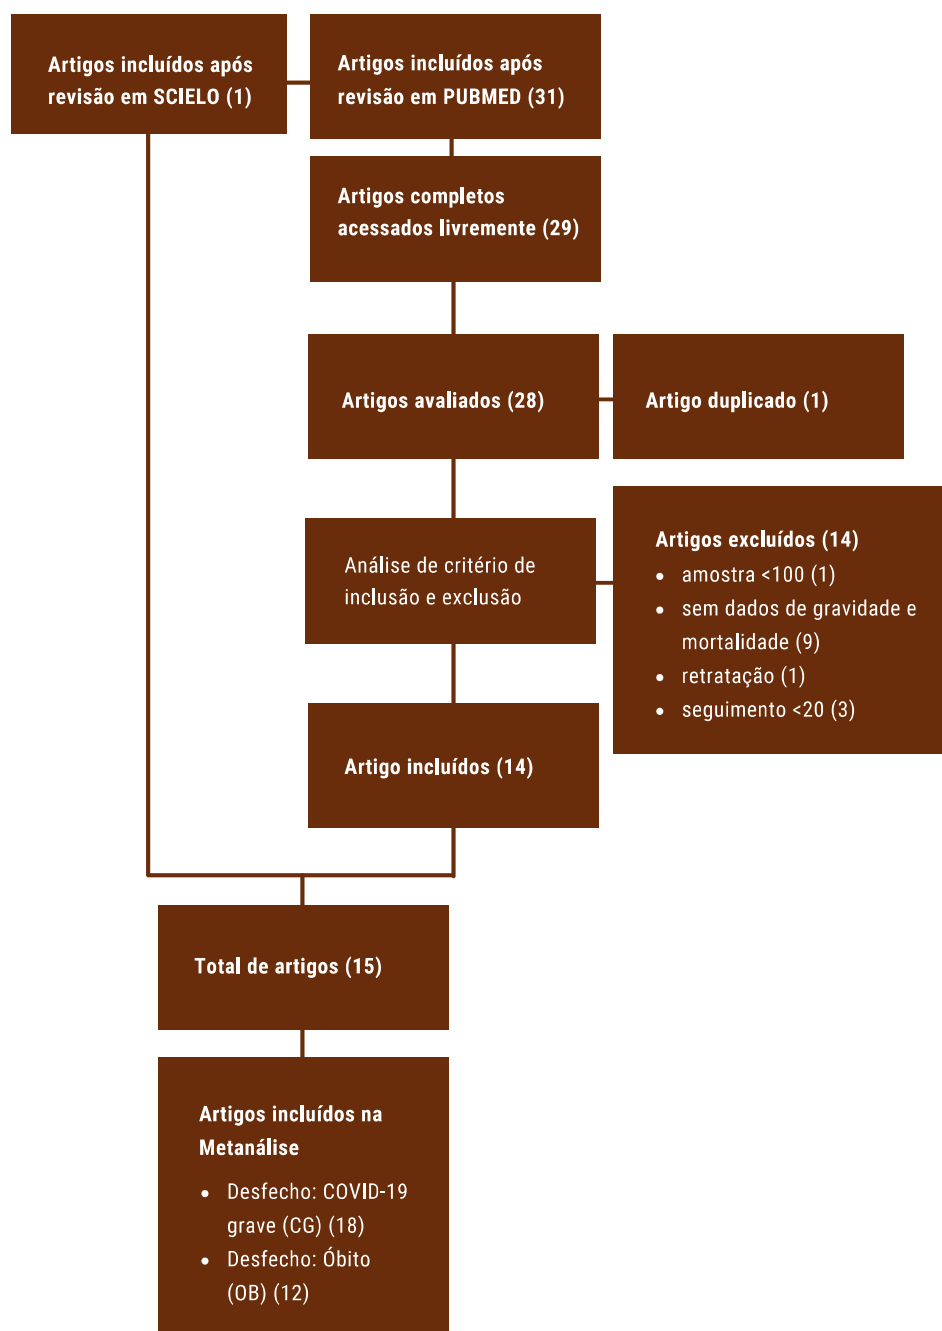 Artigos incluídos após
revisão em SCIELO (1)
Artigos incluídos após
revisão em PUBMED (31)
Artigos completos
acessados livremente (29)
Artigos avaliados (28)
Artigo duplicado (1)
Análise de critério de
inclusão e exclusão
Artigos excluídos (14)
• amostra <100 (1)
• sem dados de gravidade e
mortalidade (9)
• retratação (1)
• seguimento <20 (3)
Artigo incluídos (14)
Total de artigos (15)
Artigos incluídos na
Metanálise
• Desfecho: COVID-19
grave (CG) (18)
• Desfecho: Óbito
(OB) (12)